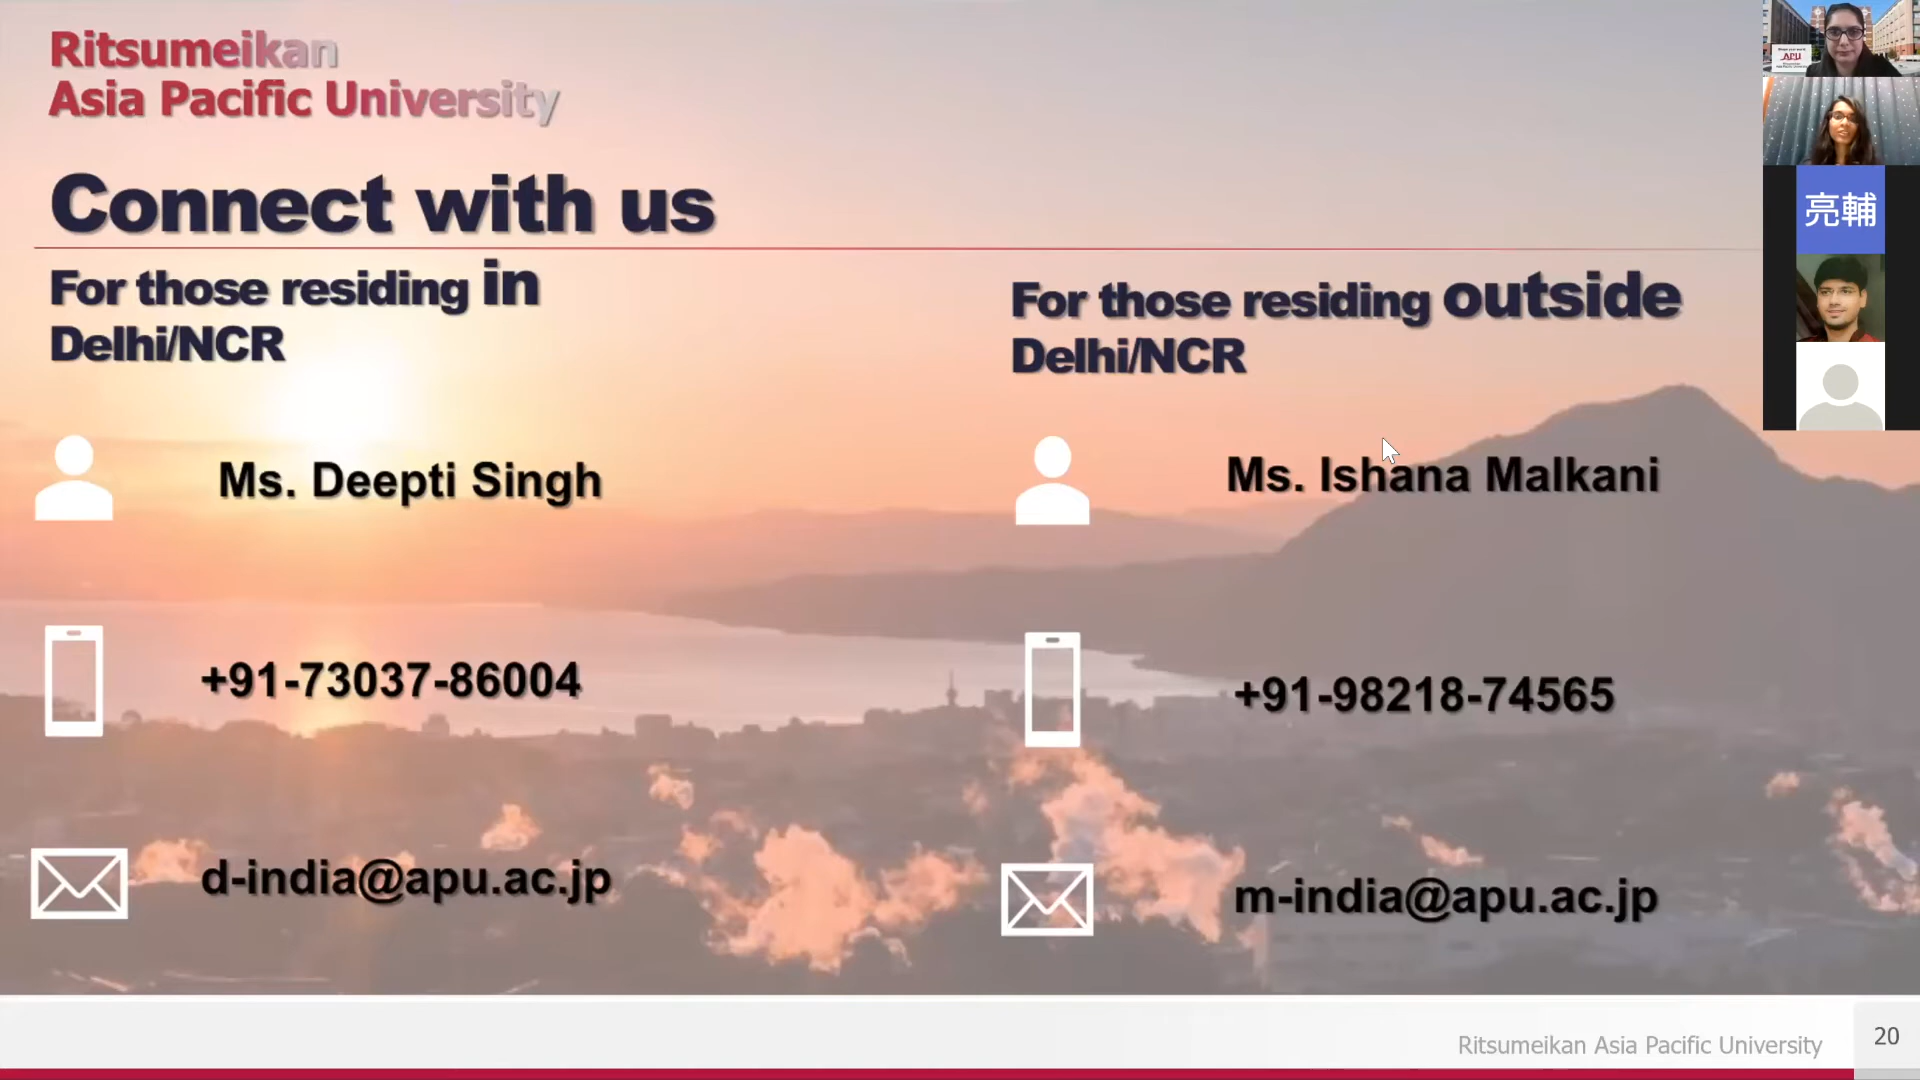 Ritsumeikan
Asia Pacific University
Connect with us
For those residing in
Delhi/NCR
Ms. Deepti Singh
+91-73037-86004
d-india@apu.ac.jp
For those residing outside
Delhi/NCR
Ms. Ishana Malkani
+91-98218-74565
m-india@apu.ac.jp
APU
亮輔
Ritsumeikan Asia Pacific University
20